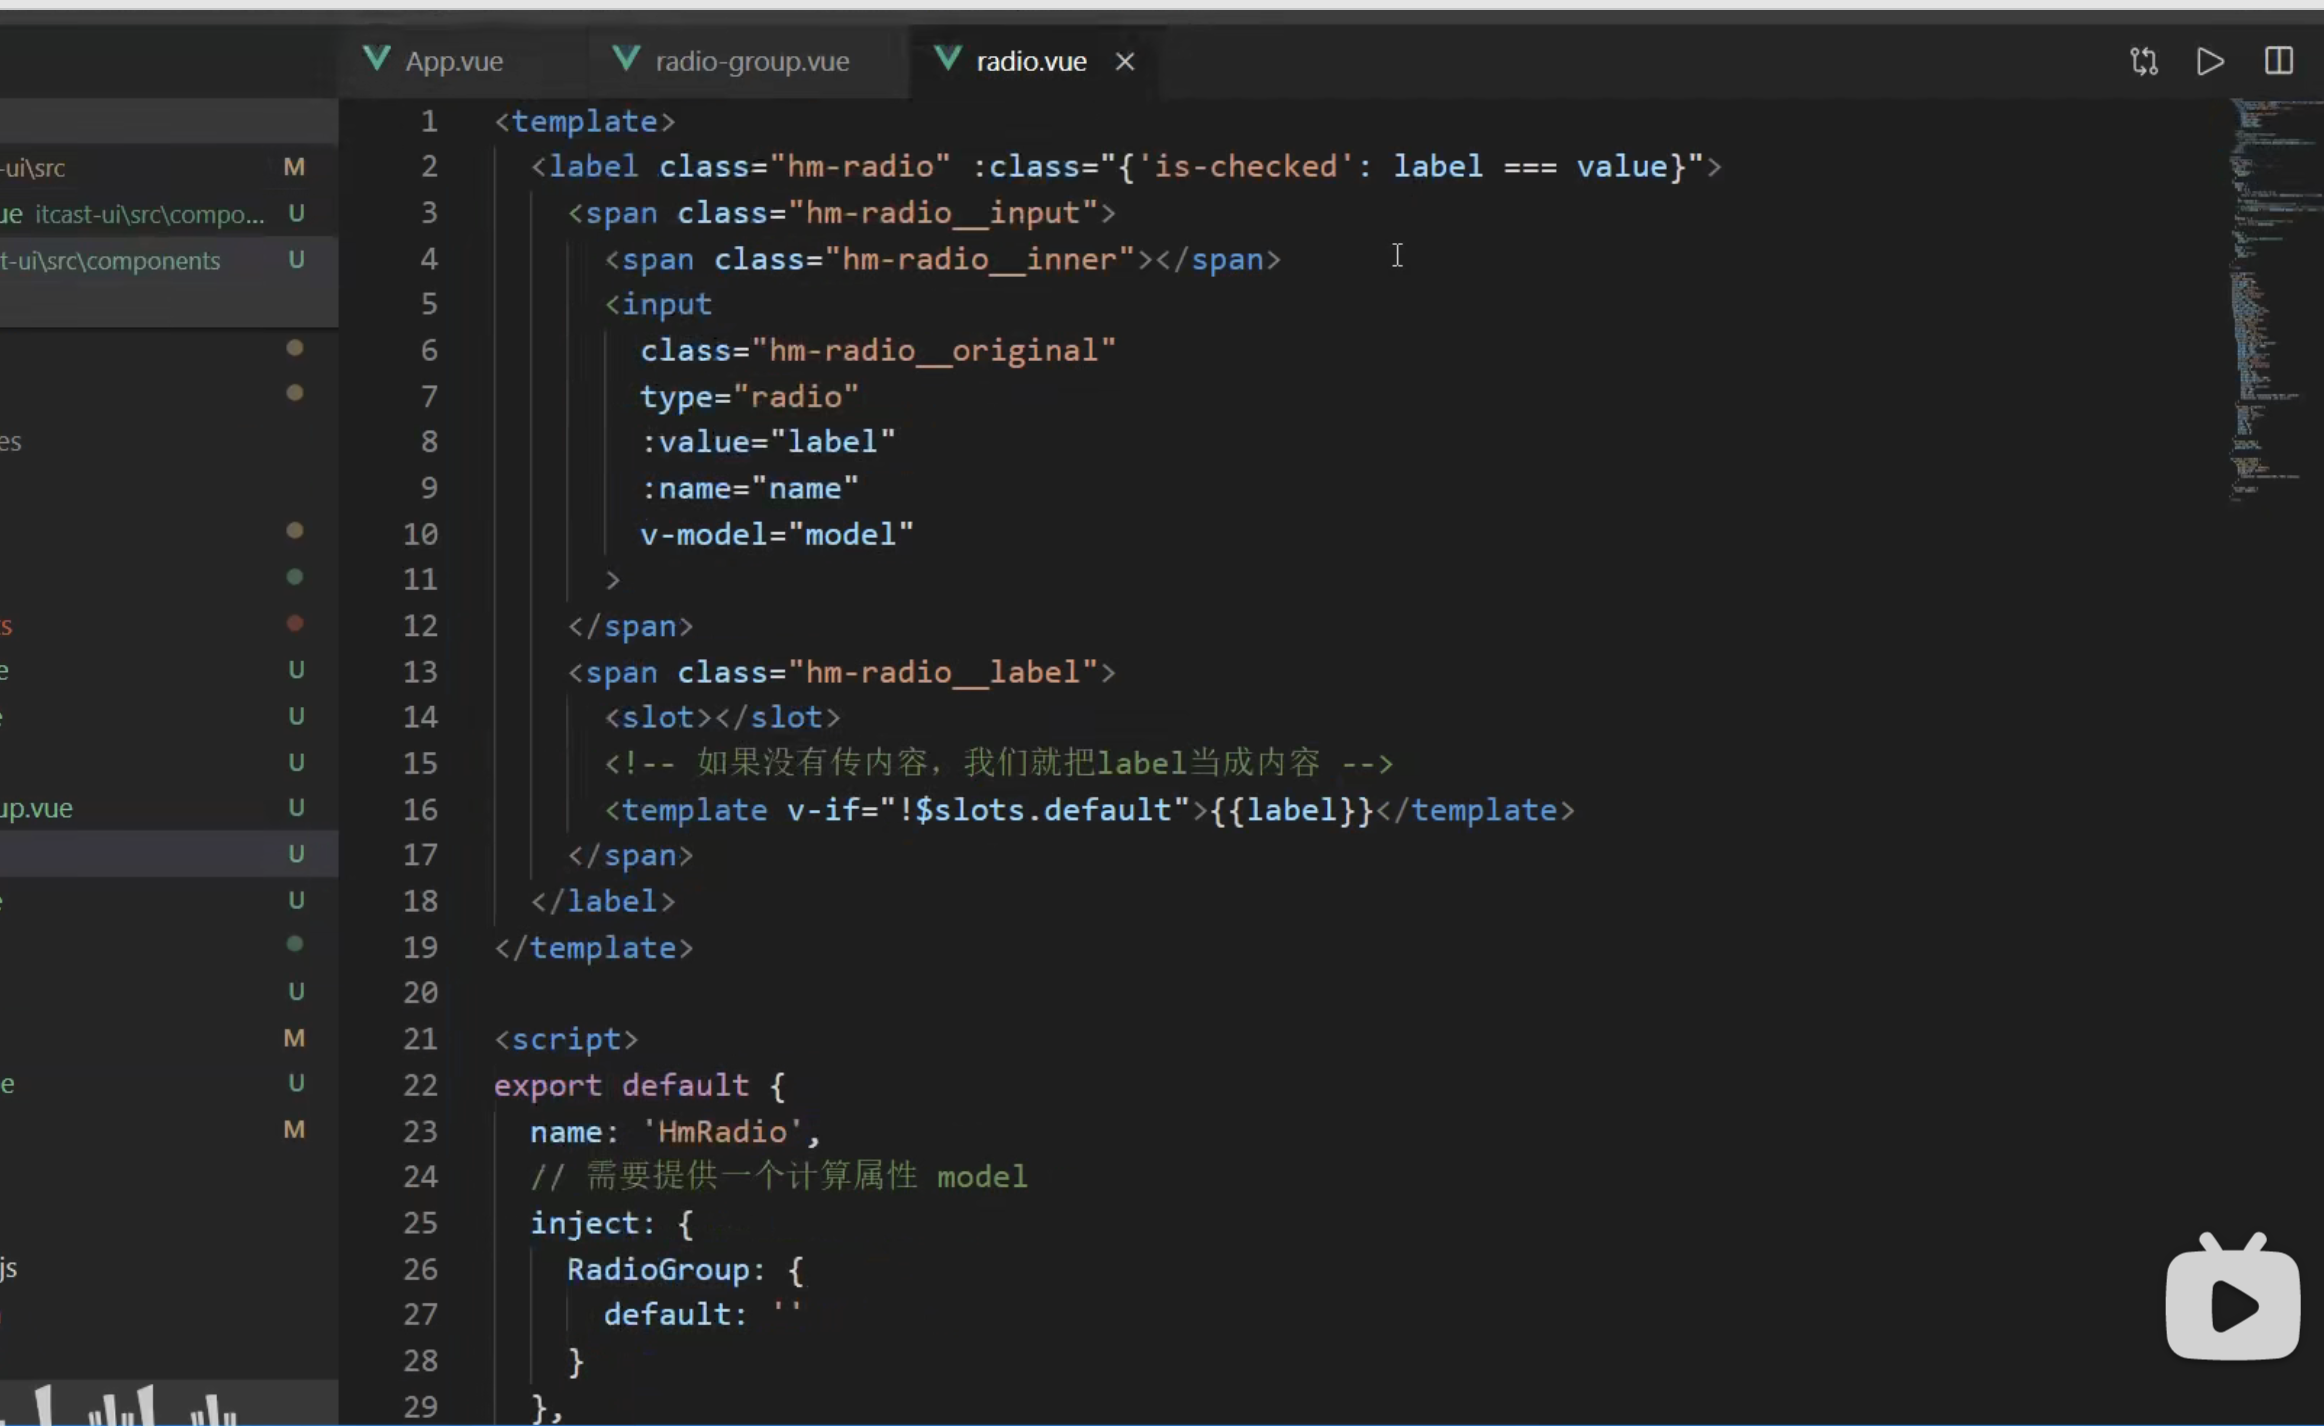 App.vue
radio-group.vue
radio.vue
-ui\src M
ue itcast-ui\src\compo... U
t-ui\src\components U
es
s
e U
U
U
up.vue U
U
U
U
M
e U
M
js
1 <template>
2 <label class="hm-radio" :class="{'is-checked': label === value}">
3 <span class="hm-radio__input">
4 <span class="hm-radio__inner"></span>
5 <input
6 class="hm-radio__original"
7 type="radio"
8 :value="label"
9 :name="name"
10 v-model="model"
11 >
12 </span>
13 <span class="hm-radio__label">
14 <slot></slot>
15 <!-- 如果没有传内容，我们就把label当成内容 -->
16 <template v-if="!$slots.default">{{label}}</template>
17 </span>
18 </label>
19 </template>
20
21 <script>
22 export default {
23 name: 'HmRadio',
24 // 需要提供一个计算属性 model
25 inject: {
26 RadioGroup: {
27 default: ''
28 }
29 },